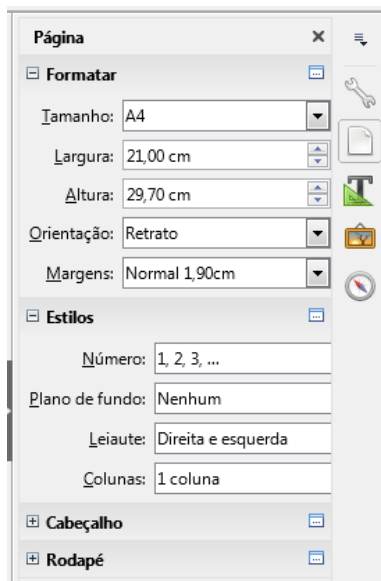 Página
Formatar
Tamanho: A4
Largura: 21,00 cm
Altura: 29,70 cm
Orientação: Retrato
Margens: Normal 1,90cm
Estilos
Número: 1, 2, 3, ...
Plano de fundo: Nenhum
Leiaute: Direita e esquerda
Colunas: 1 coluna
Cabeçalho
Rodapé